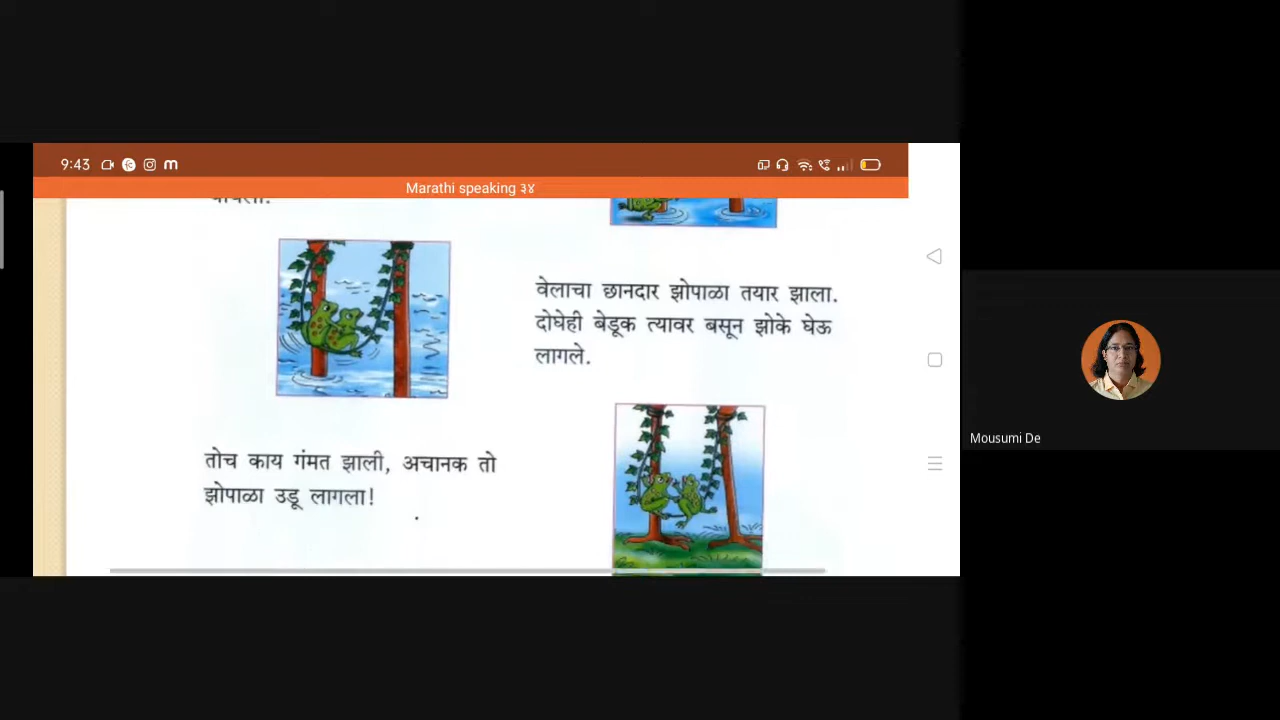 9:43
Marathi speaking ३४
वेलाचा छानदार झोपाळा तयार झाला.
दोघेही बेडूक त्यावर बसून झोके घेऊ
लागले.
तोच काय गंमत झाली, अचानक तो
झोपाळा उडू लागला!
Mousumi De